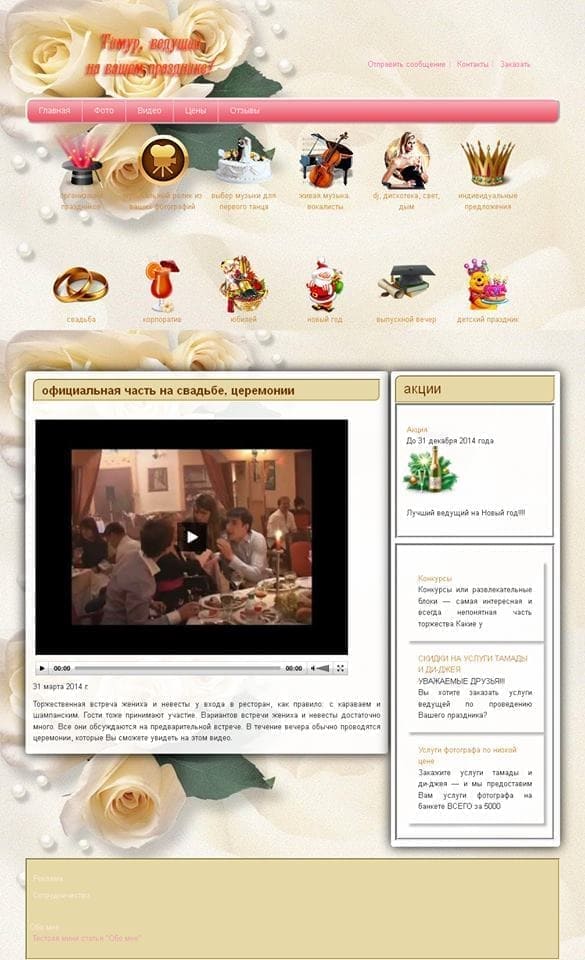 Тимур, ведущий
на вашем празднике!
Отправить сообщение | Контакты | Заказать
Главная Фото Видео Цены Отзывы
организация
праздников
музыкальный ролик из
ваших фотографий
выбор музыки для
первого танца
живая музыка.
вокалисты
dj, дискотека, свет,
дым
индивидуальные
предложения
свадьба
корпоратив
юбилей
новый год
выпускной вечер
детский праздник
официальная часть на свадьбе, церемонии
00:00 00:00
31 марта 2014 г.
Торжественная встреча жениха и невесты у входа в ресторан, как правило: с караваем и
шампанским. Гости тоже принимают участие. Вариантов встречи жениха и невесты достаточно
много. Все они обсуждаются на предварительной встрече. В течение вечера обычно проводятся
церемонии, которые Вы сможете увидеть на этом видео.
акции
Акция
До 31 декабря 2014 года
Лучший ведущий на Новый год!!!!
Конкурсы
Конкурсы или развлекательные
блоки — самая интересная и
всегда непонятная часть
торжества.Какие у
СКИДКИ НА УСЛУГИ ТАМАДЫ
И ДИ-ДЖЕЯ
УВАЖАЕМЫЕ ДРУЗЬЯ!!!
Вы хотите заказать услуги
ведущей по проведению
Вашего праздника?
Услуги фотографа по низкой
цене
Закажите услуги тамады и
ди-джея — и мы предоставим
Вам услуги фотографа на
банкете ВСЕГО за 5000
Реклама
Сотрудничество
Обо мне
Тестовая мини статья "Обо мне"